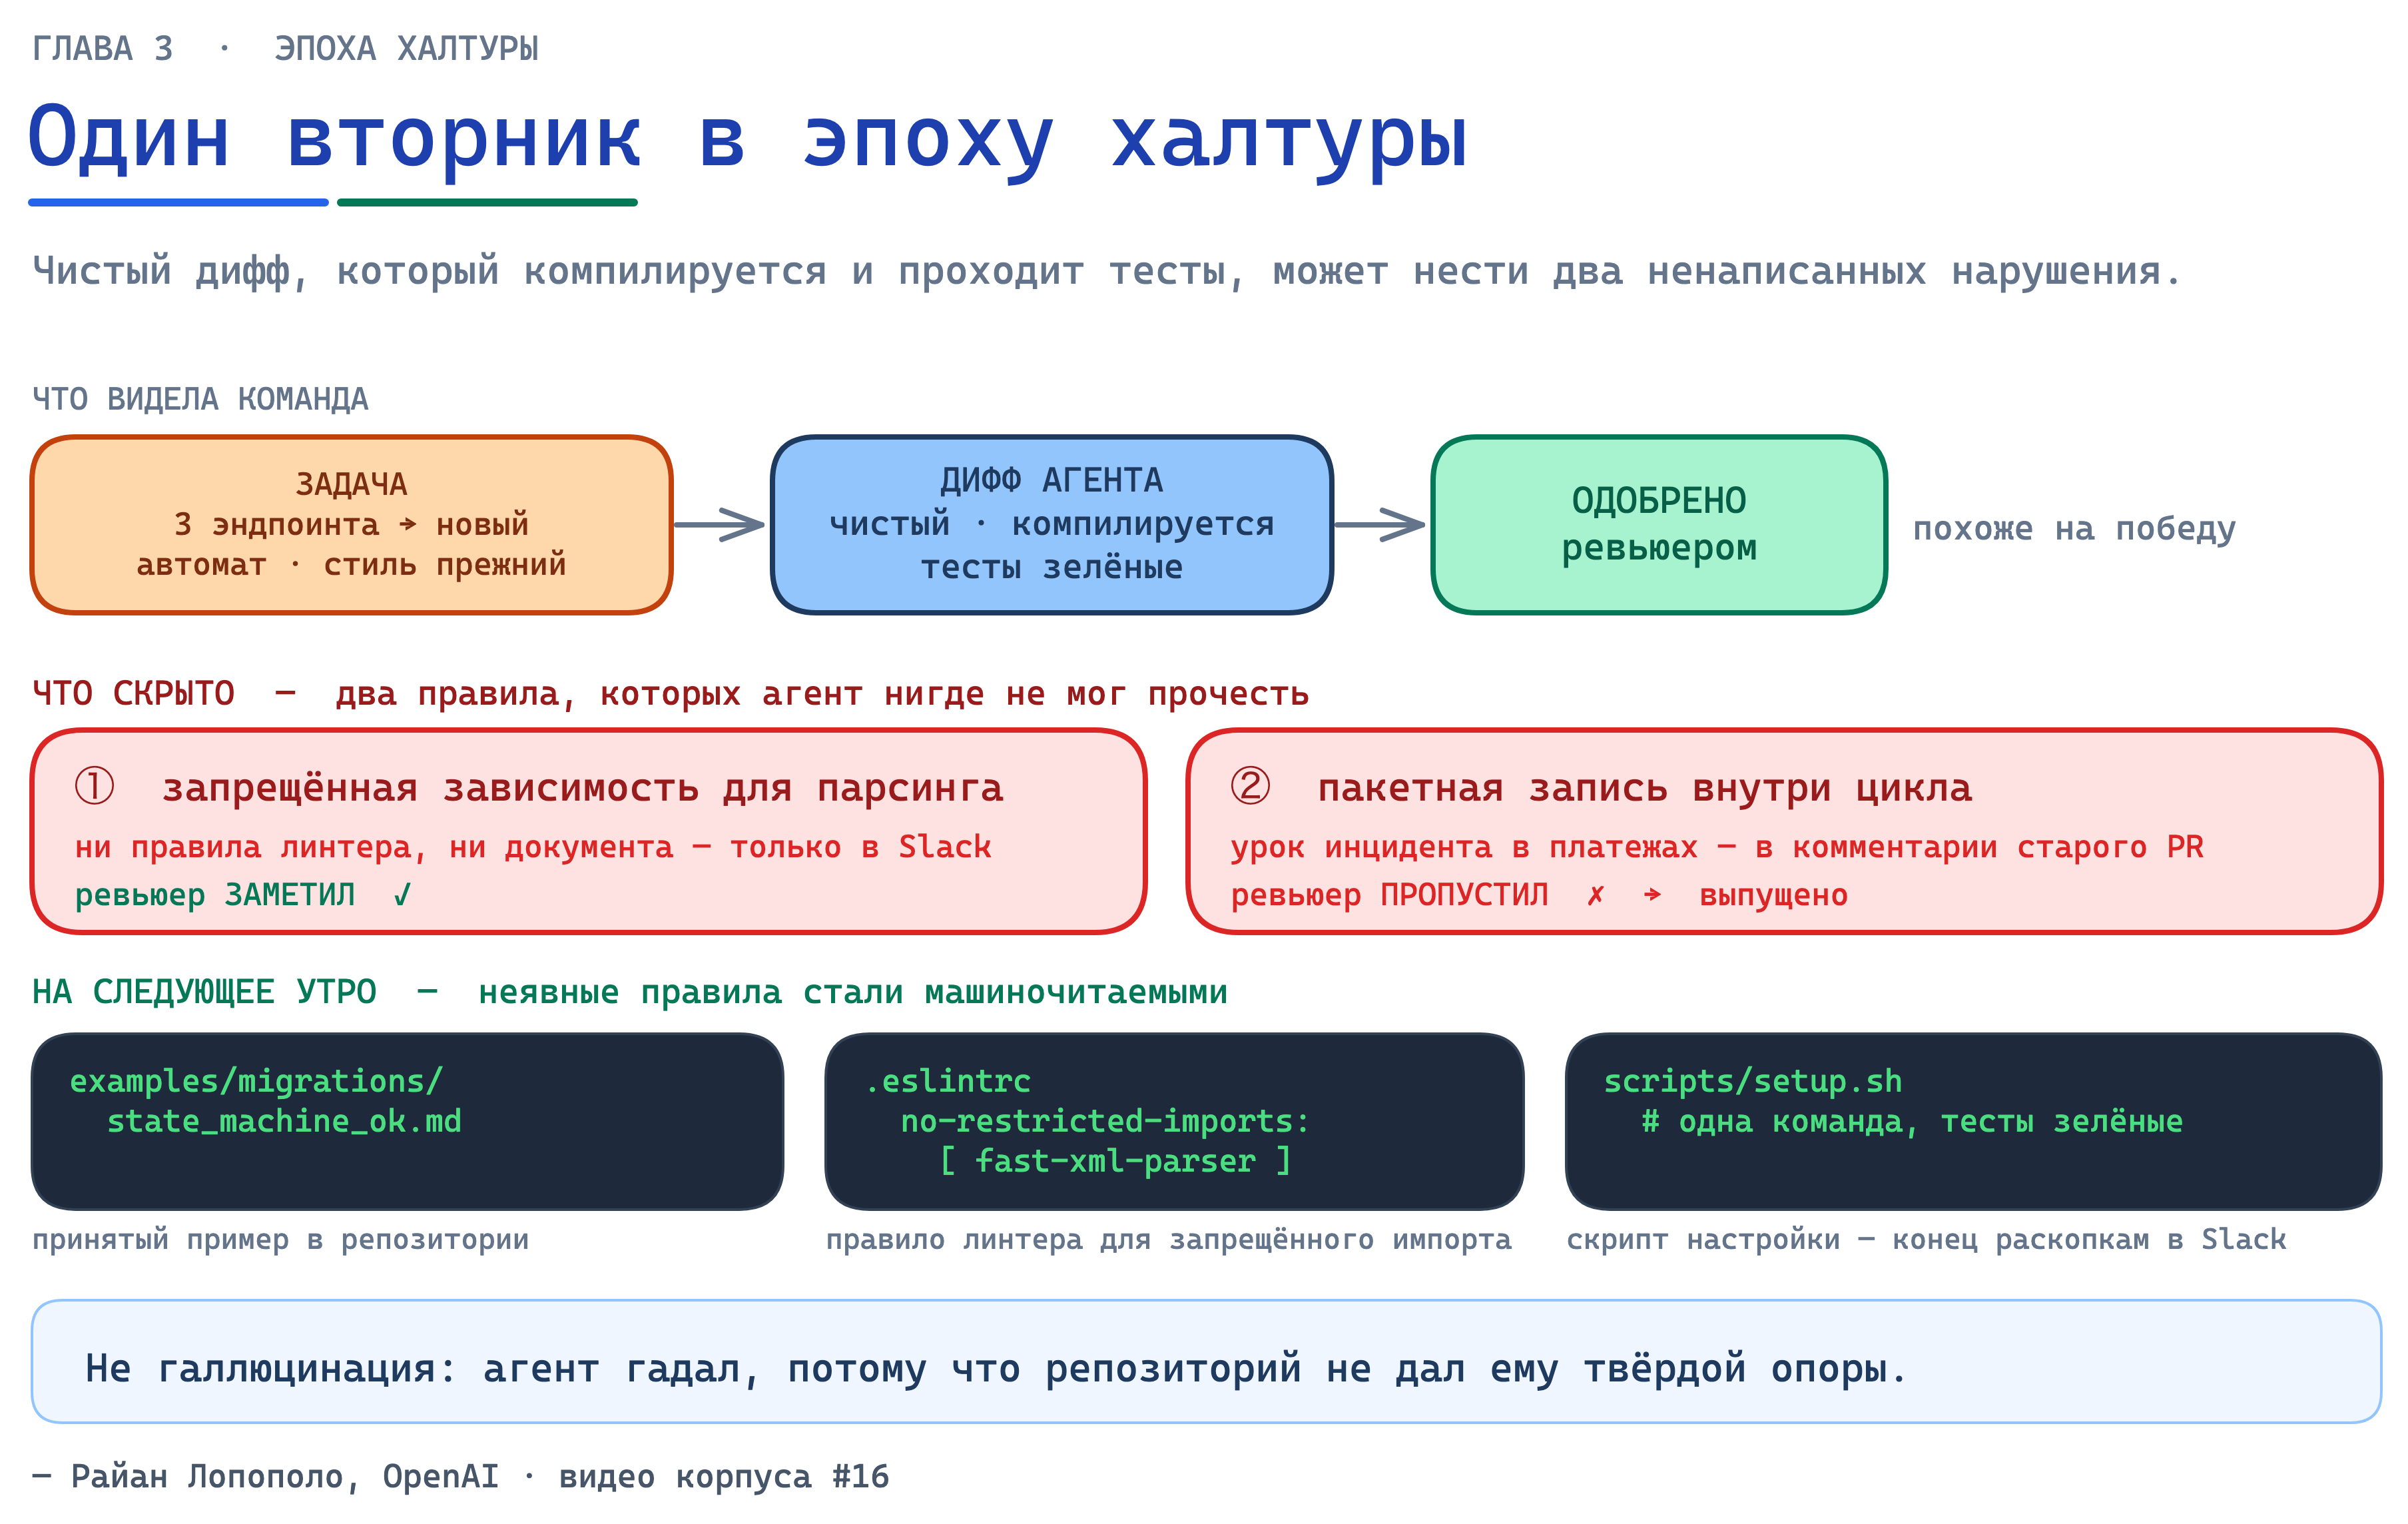 ГЛАВА 3 · ЭПОХА ХАЛТУРЫ
Один вторник в эпоху халтуры
Чистый дифф, который компилируется и проходит тесты, может нести два ненаписанных нарушения.
ЧТО ВИДЕЛА КОМАНДА
ЗАДАЧА
3 эндпоинта → новый
автомат · стиль прежний
ДИФФ АГЕНТА
чистый · компилируется
тесты зелёные
ОДОБРЕНО
ревьюером
похоже на победу
ЧТО СКРЫТО — два правила, которых агент нигде не мог прочесть
① запрещённая зависимость для парсинга
ни правила линтера, ни документа — только в Slack
ревьюер ЗАМЕТИЛ ✓
② пакетная запись внутри цикла
урок инцидента в платежах — в комментарии старого PR
ревьюер ПРОПУСТИЛ ✗ → выпущено
НА СЛЕДУЮЩЕЕ УТРО — неявные правила стали машиночитаемыми
examples/migrations/
state_machine_ok.md
принятый пример в репозитории
.eslintrc
no-restricted-imports:
[ fast-xml-parser ]
правило линтера для запрещённого импорта
scripts/setup.sh
# одна команда, тесты зелёные
скрипт настройки — конец раскопкам в Slack
Не галлюцинация: агент гадал, потому что репозиторий не дал ему твёрдой опоры.
— Райан Лопополо, OpenAI · видео корпуса #16